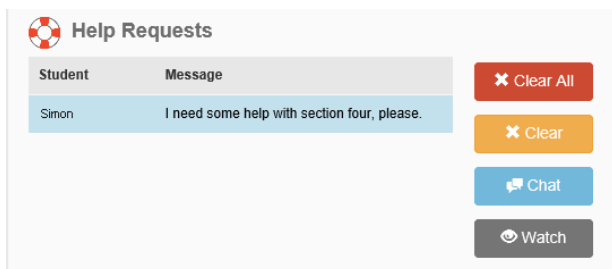 Help Requests
Student Message
Simon I need some help with section four, please.
Clear All
Clear
Chat
Watch